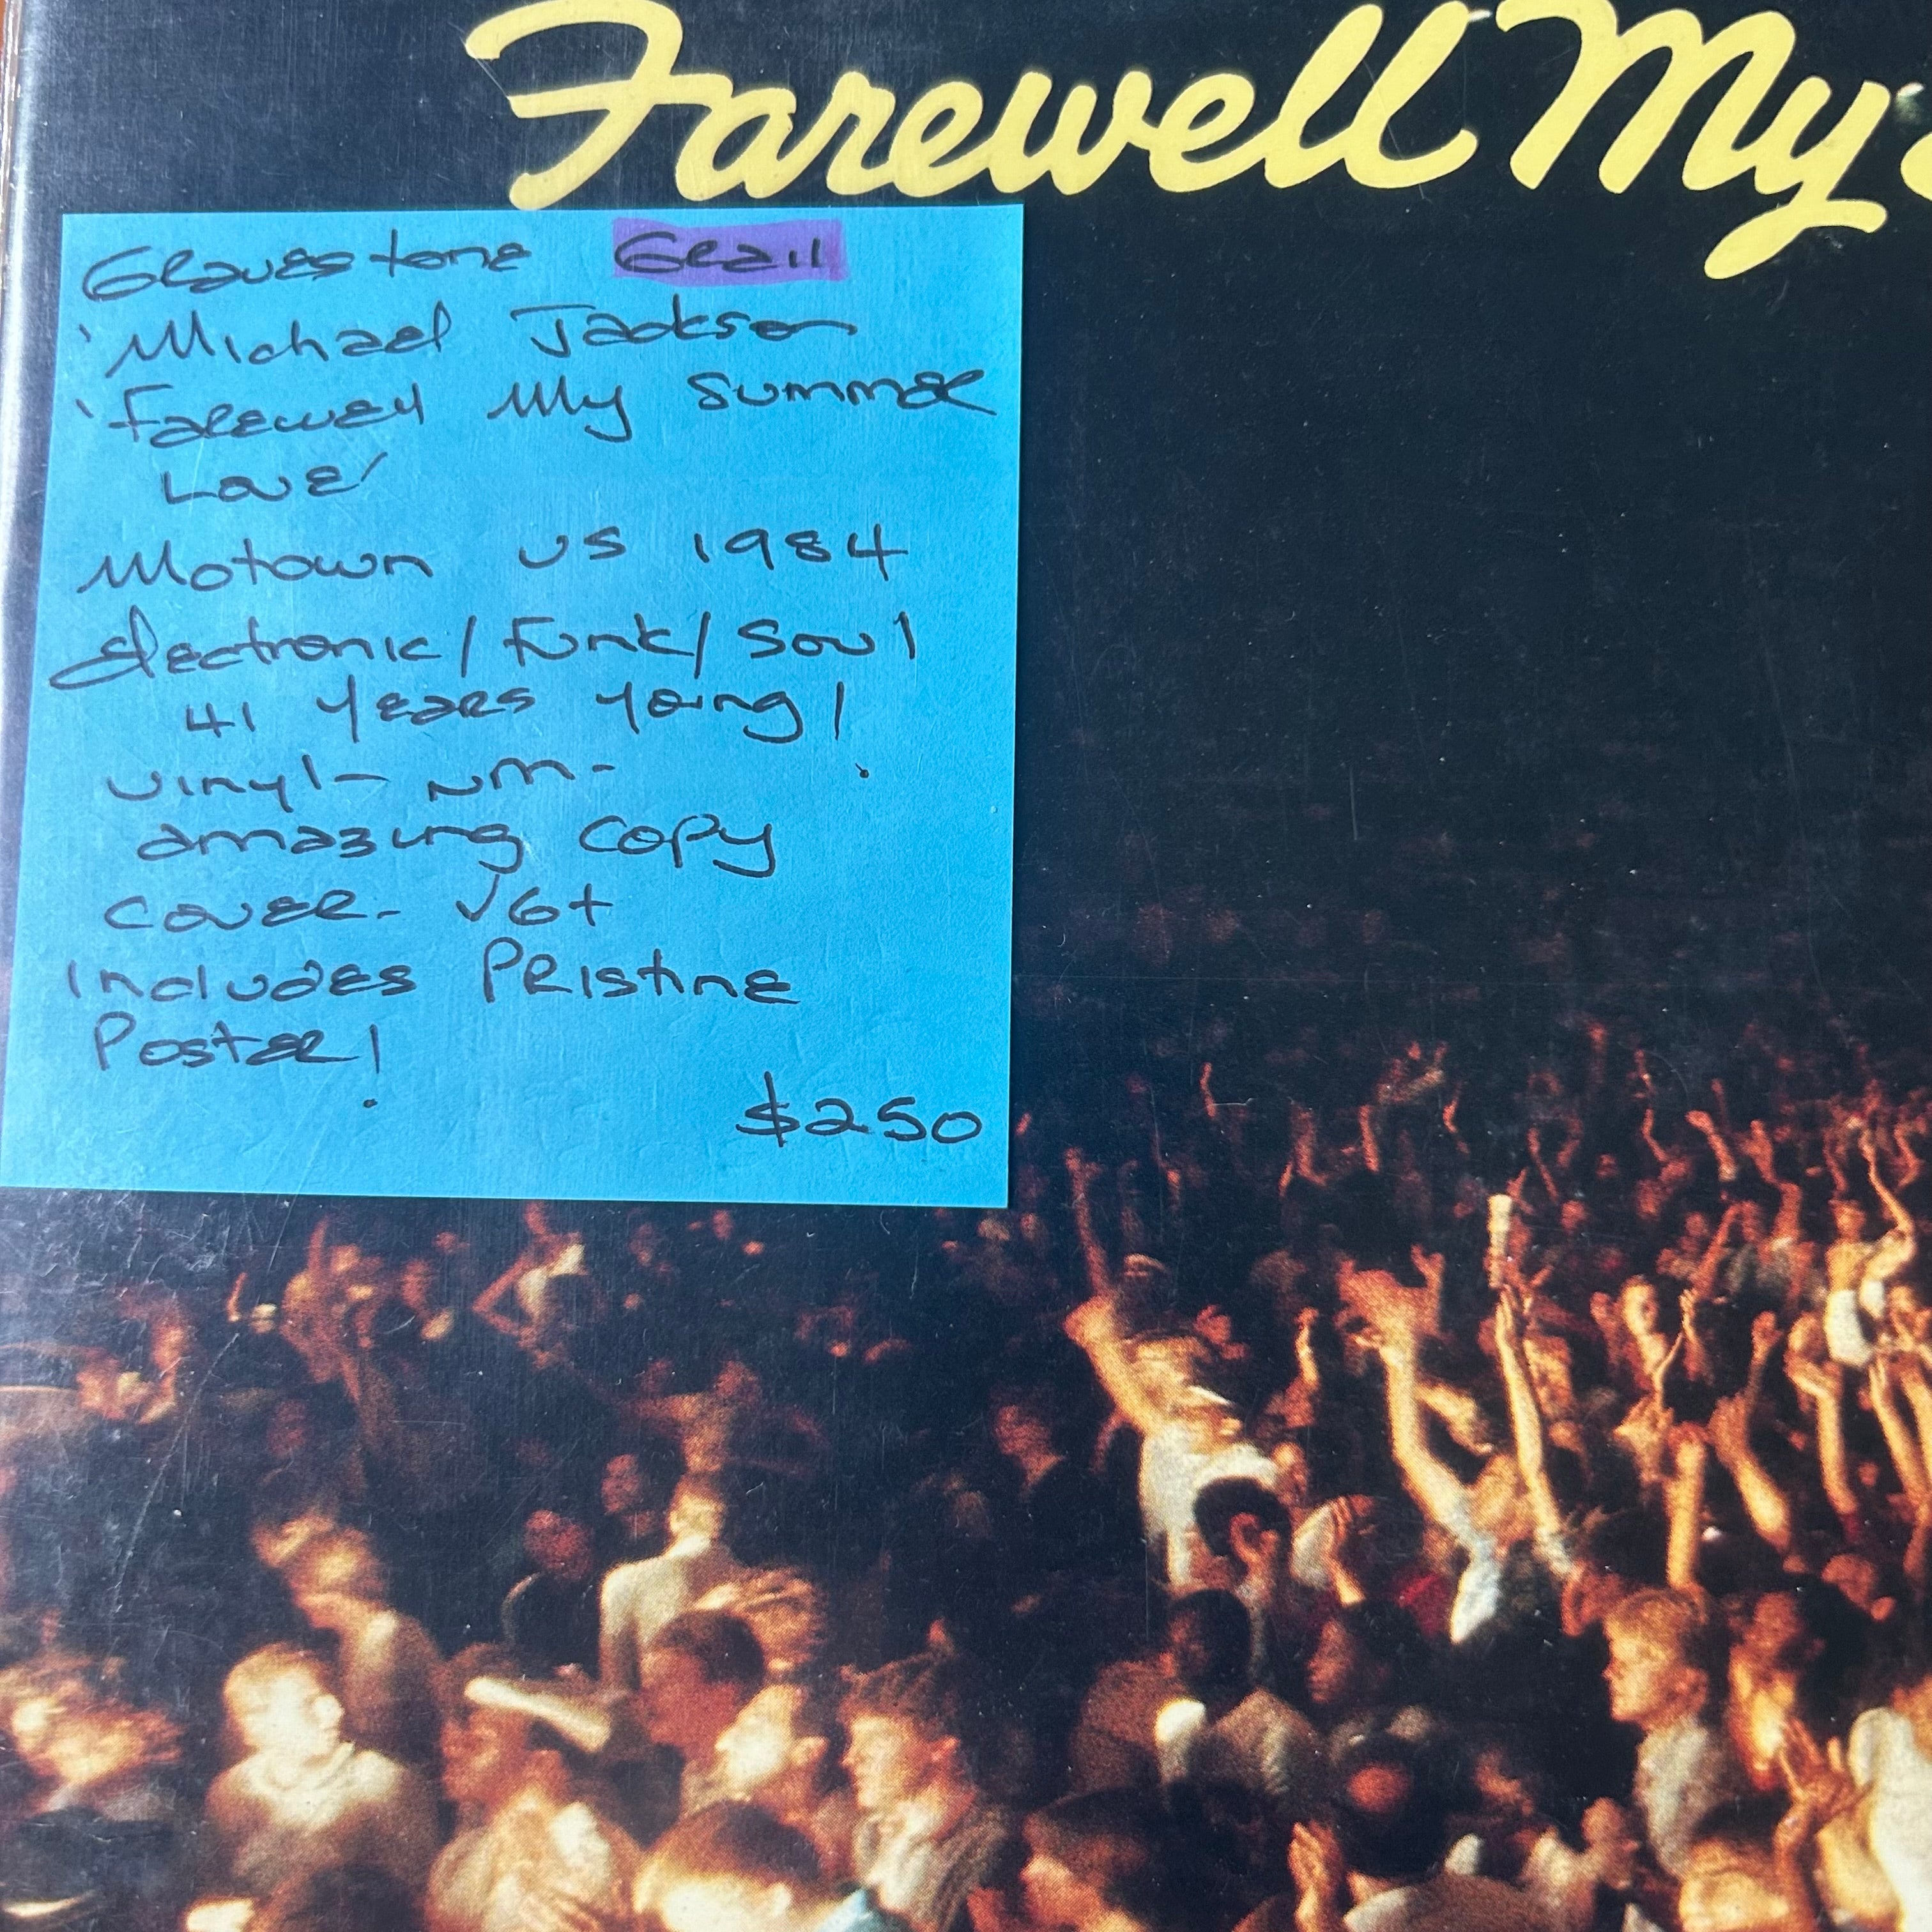 Farewell My S
Gravestone Grail
'Michael Jackson
'Farewell My Summer
Love'
Motown US 1984
Electronic/Funk/Soul
41 Years Young!
Vinyl- NM-
amazing copy
Cover- VG+
Includes Pristine
Poster!
$250